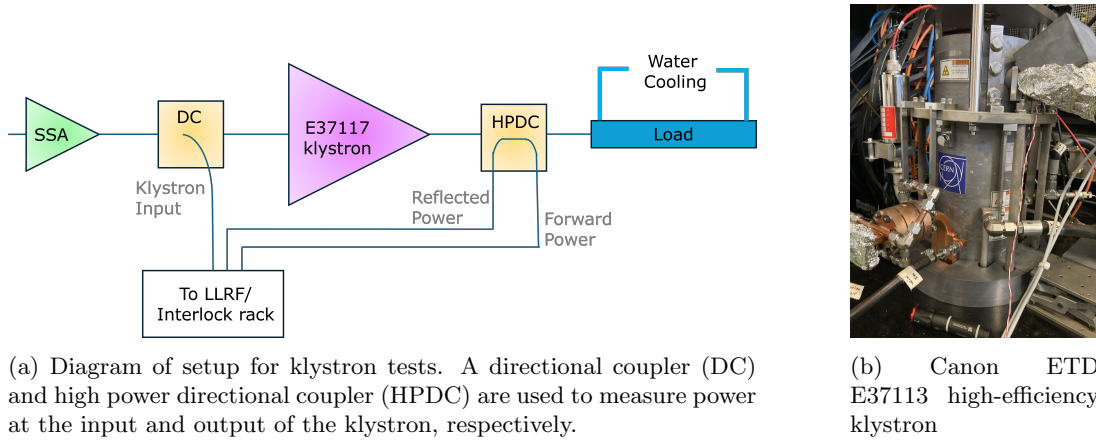 SSA
DC
E37117
klystron
HPDC
Water
Cooling
Load
Klystron
Input
Reflected
Power
Forward
Power
To LLRF/
Interlock rack
CERN
(a) Diagram of setup for klystron tests. A directional coupler (DC)
and high power directional coupler (HPDC) are used to measure power
at the input and output of the klystron, respectively.
(b) Canon ETD
E37113 high-efficiency
klystron